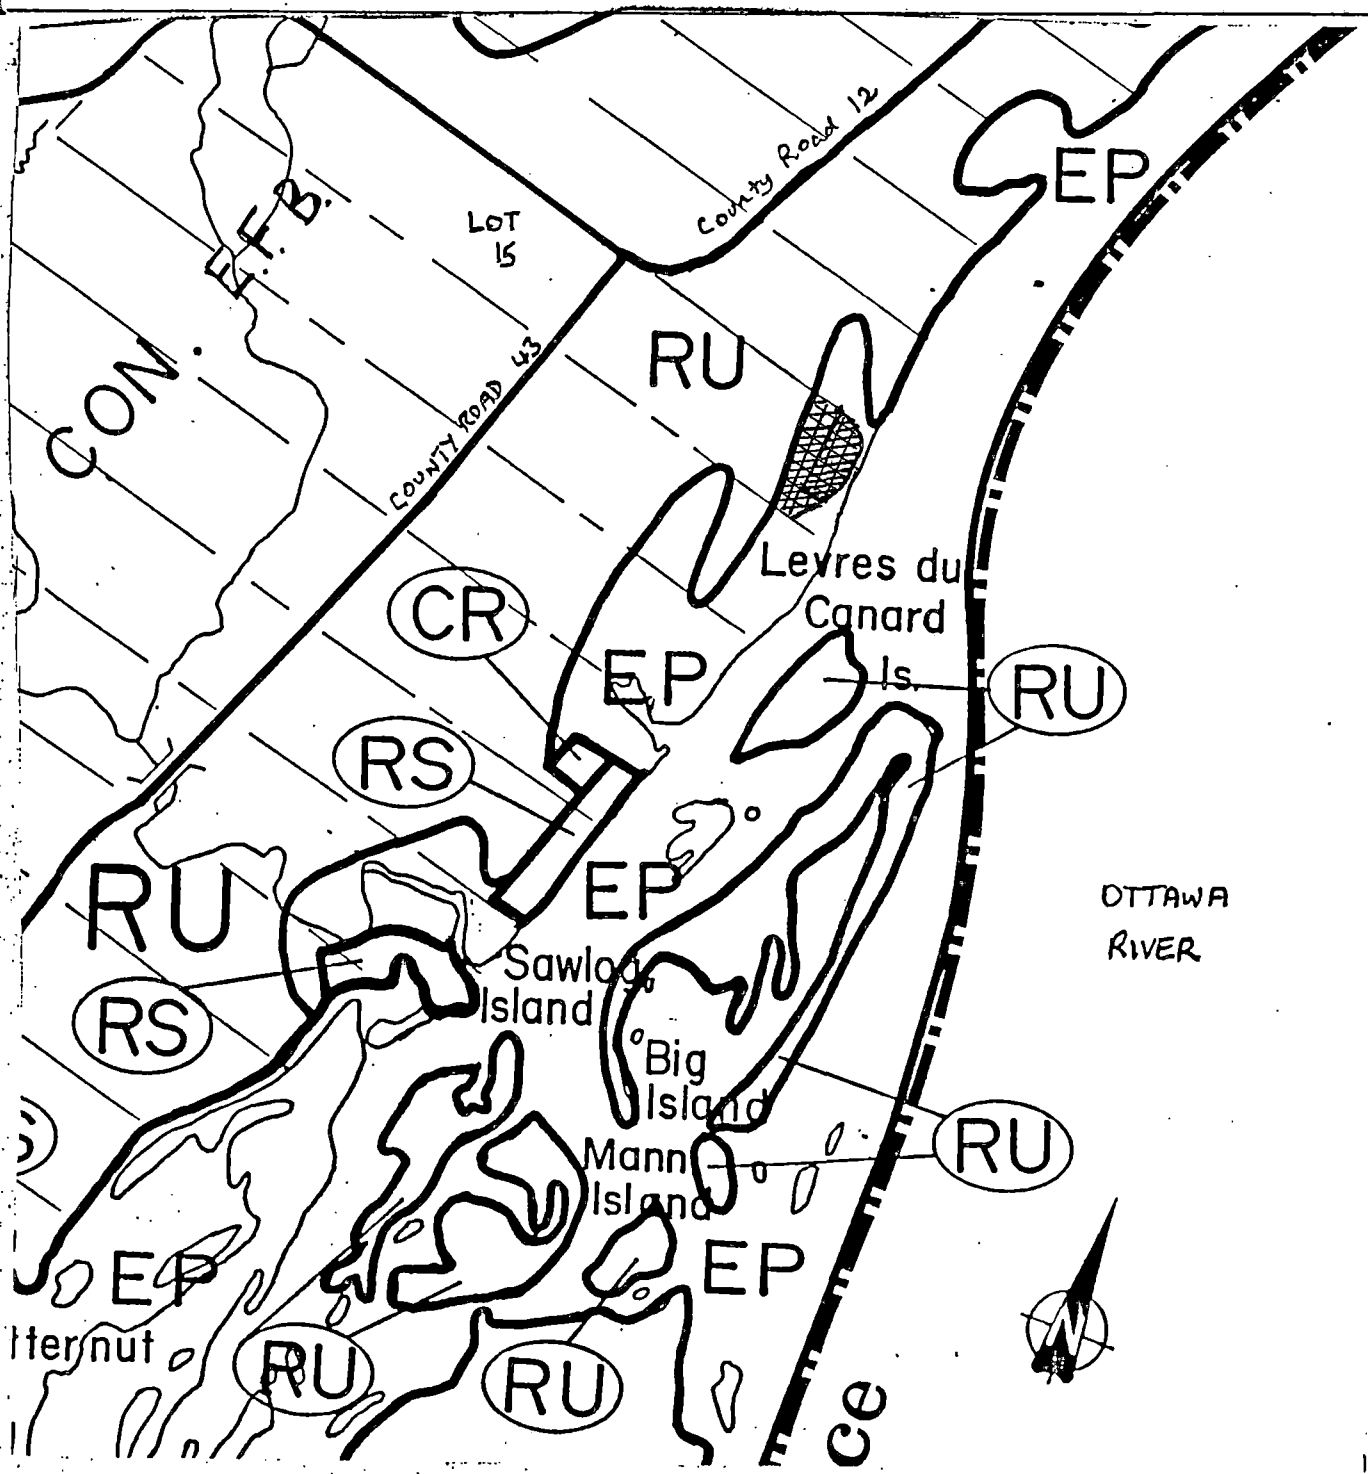 County Road 12
EP
E.F. B.
LOT
15
CON.
RU
COUNTY ROAD 43
Levres du
Canard
Is.
CR
EP
RU
RS
EP
RU
OTTAWA
RIVER
Sawlog
Island
RS
Big
Island
S
Mann
Island
RU
EP
EP
N
tternut
RU
RU
ce